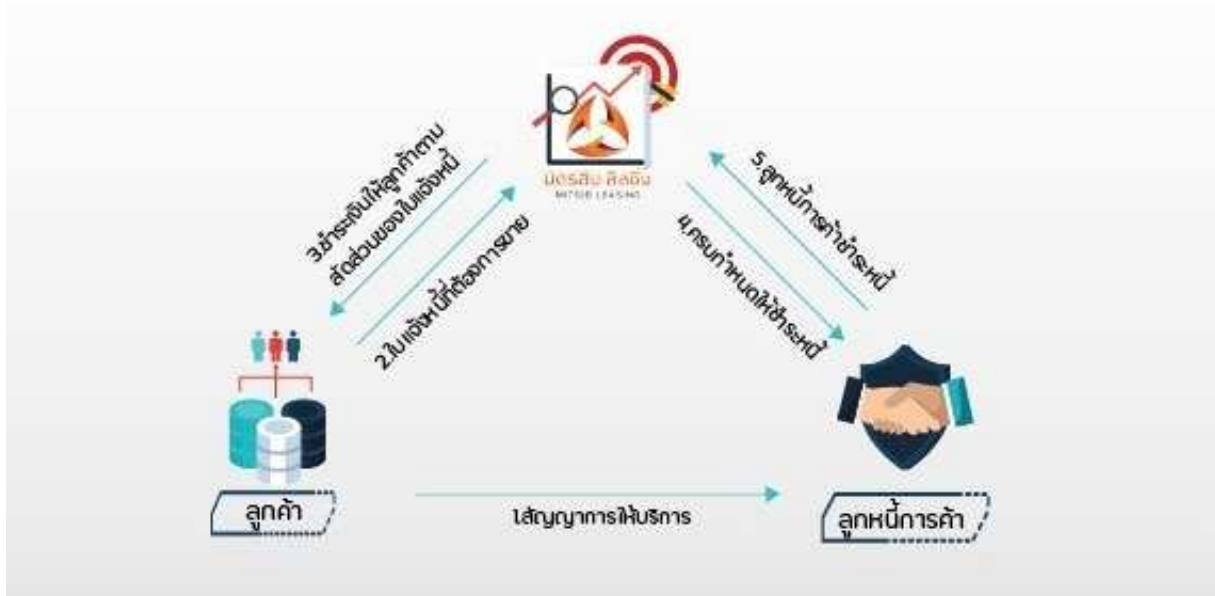 มิตรสิบ ลิสซิ่ง
MITSIB LEASING
3.ชำระเงินให้ลูกค้าตาม
สัดส่วนของใบแจ้งหนี้
2.ใบแจ้งหนี้ที่ต้องการขาย
5.ลูกหนี้การค้าชำระหนี้
4.ครบกำหนดให้ชำระหนี้
ลูกค้า
1.สัญญาการให้บริการ
ลูกหนี้การค้า